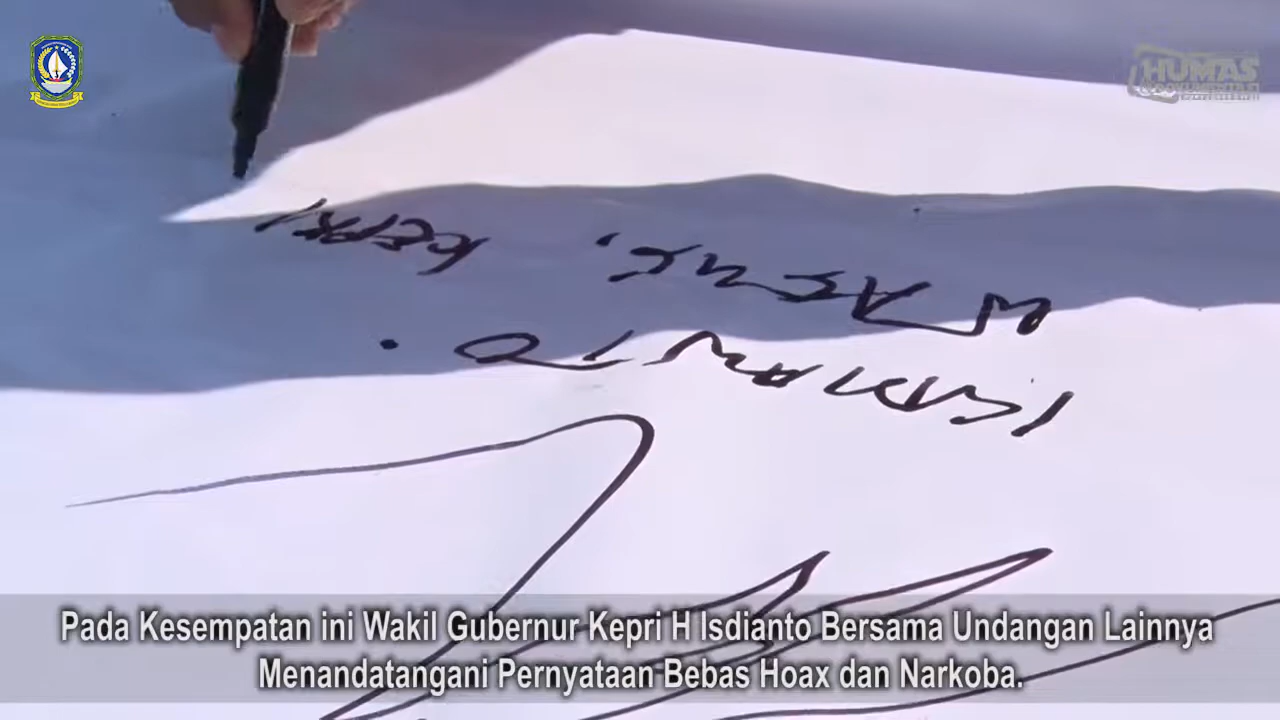 HUMAS
ISDIANTO.
WAGUB. KEPRI
Pada Kesempatan ini Wakil Gubernur Kepri H Isdianto Bersama Undangan Lainnya
Menandatangani Pernyataan Bebas Hoax dan Narkoba.